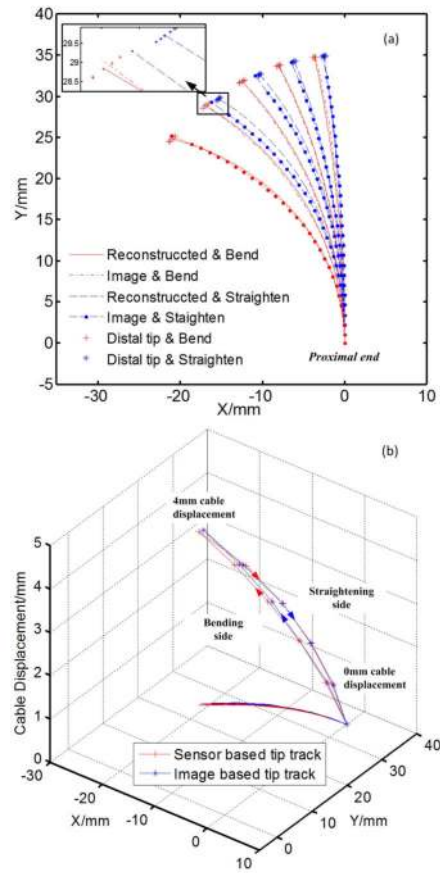 (a)
29.5
29
28.5
40
35
30
25
20
15
10
5
0
-5
Y/mm
Reconstruccted & Bend
Image & Bend
Reconstruccted & Straighten
Image & Staighten
Distal tip & Bend
Distal tip & Straighten
Proximal end
-30 -20 -10 0 10
X/mm
(b)
4mm cable
displacement
Straightening
side
Bending
side
0mm cable
displacement
5
4
3
2
1
0
Cable Displacement/mm
Sensor based tip track
Image based tip track
-30
-20
-10
0
10
X/mm
0
10
20
30
40
Y/mm